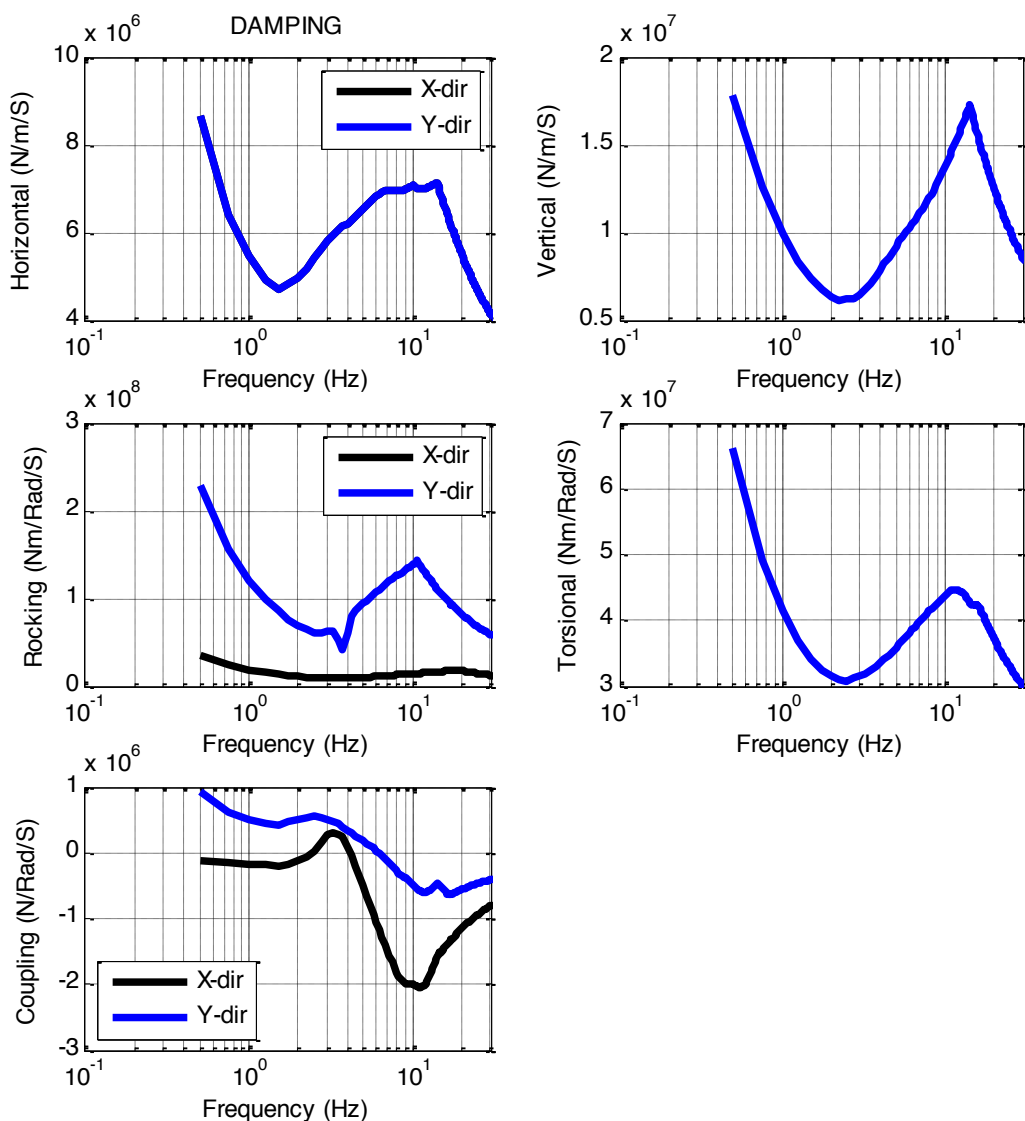 DAMPING
x 10^6
10
8
6
4
10^-1
10^0
10^1
Horizontal (N/m/S)
Frequency (Hz)
X-dir
Y-dir
x 10^7
2
1.5
1
0.5
10^-1
10^0
10^1
Vertical (N/m/S)
Frequency (Hz)
x 10^8
3
2
1
0
10^-1
10^0
10^1
Rocking (Nm/Rad/S)
Frequency (Hz)
X-dir
Y-dir
x 10^7
7
6
5
4
3
10^-1
10^0
10^1
Torsional (Nm/Rad/S)
Frequency (Hz)
x 10^6
1
0
-1
-2
-3
10^-1
10^0
10^1
Coupling (N/Rad/S)
Frequency (Hz)
X-dir
Y-dir